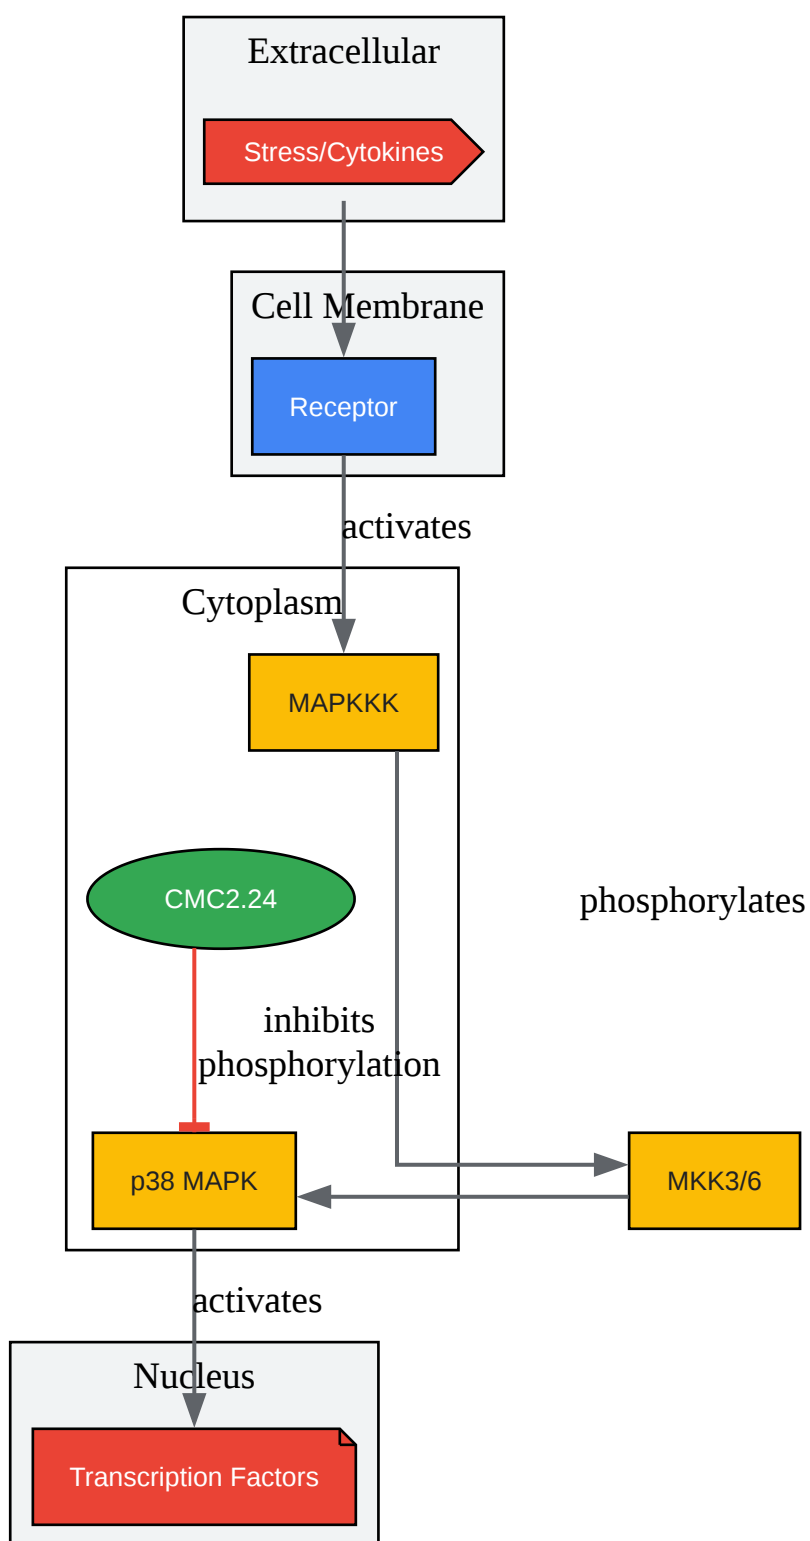 Extracellular
Stress/Cytokines
Cell Membrane
Receptor
activates
Cytoplasm
MAPKKK
CMC2.24
phosphorylates
inhibits
phosphorylation
p38 MAPK
MKK3/6
activates
Nucleus
Transcription Factors